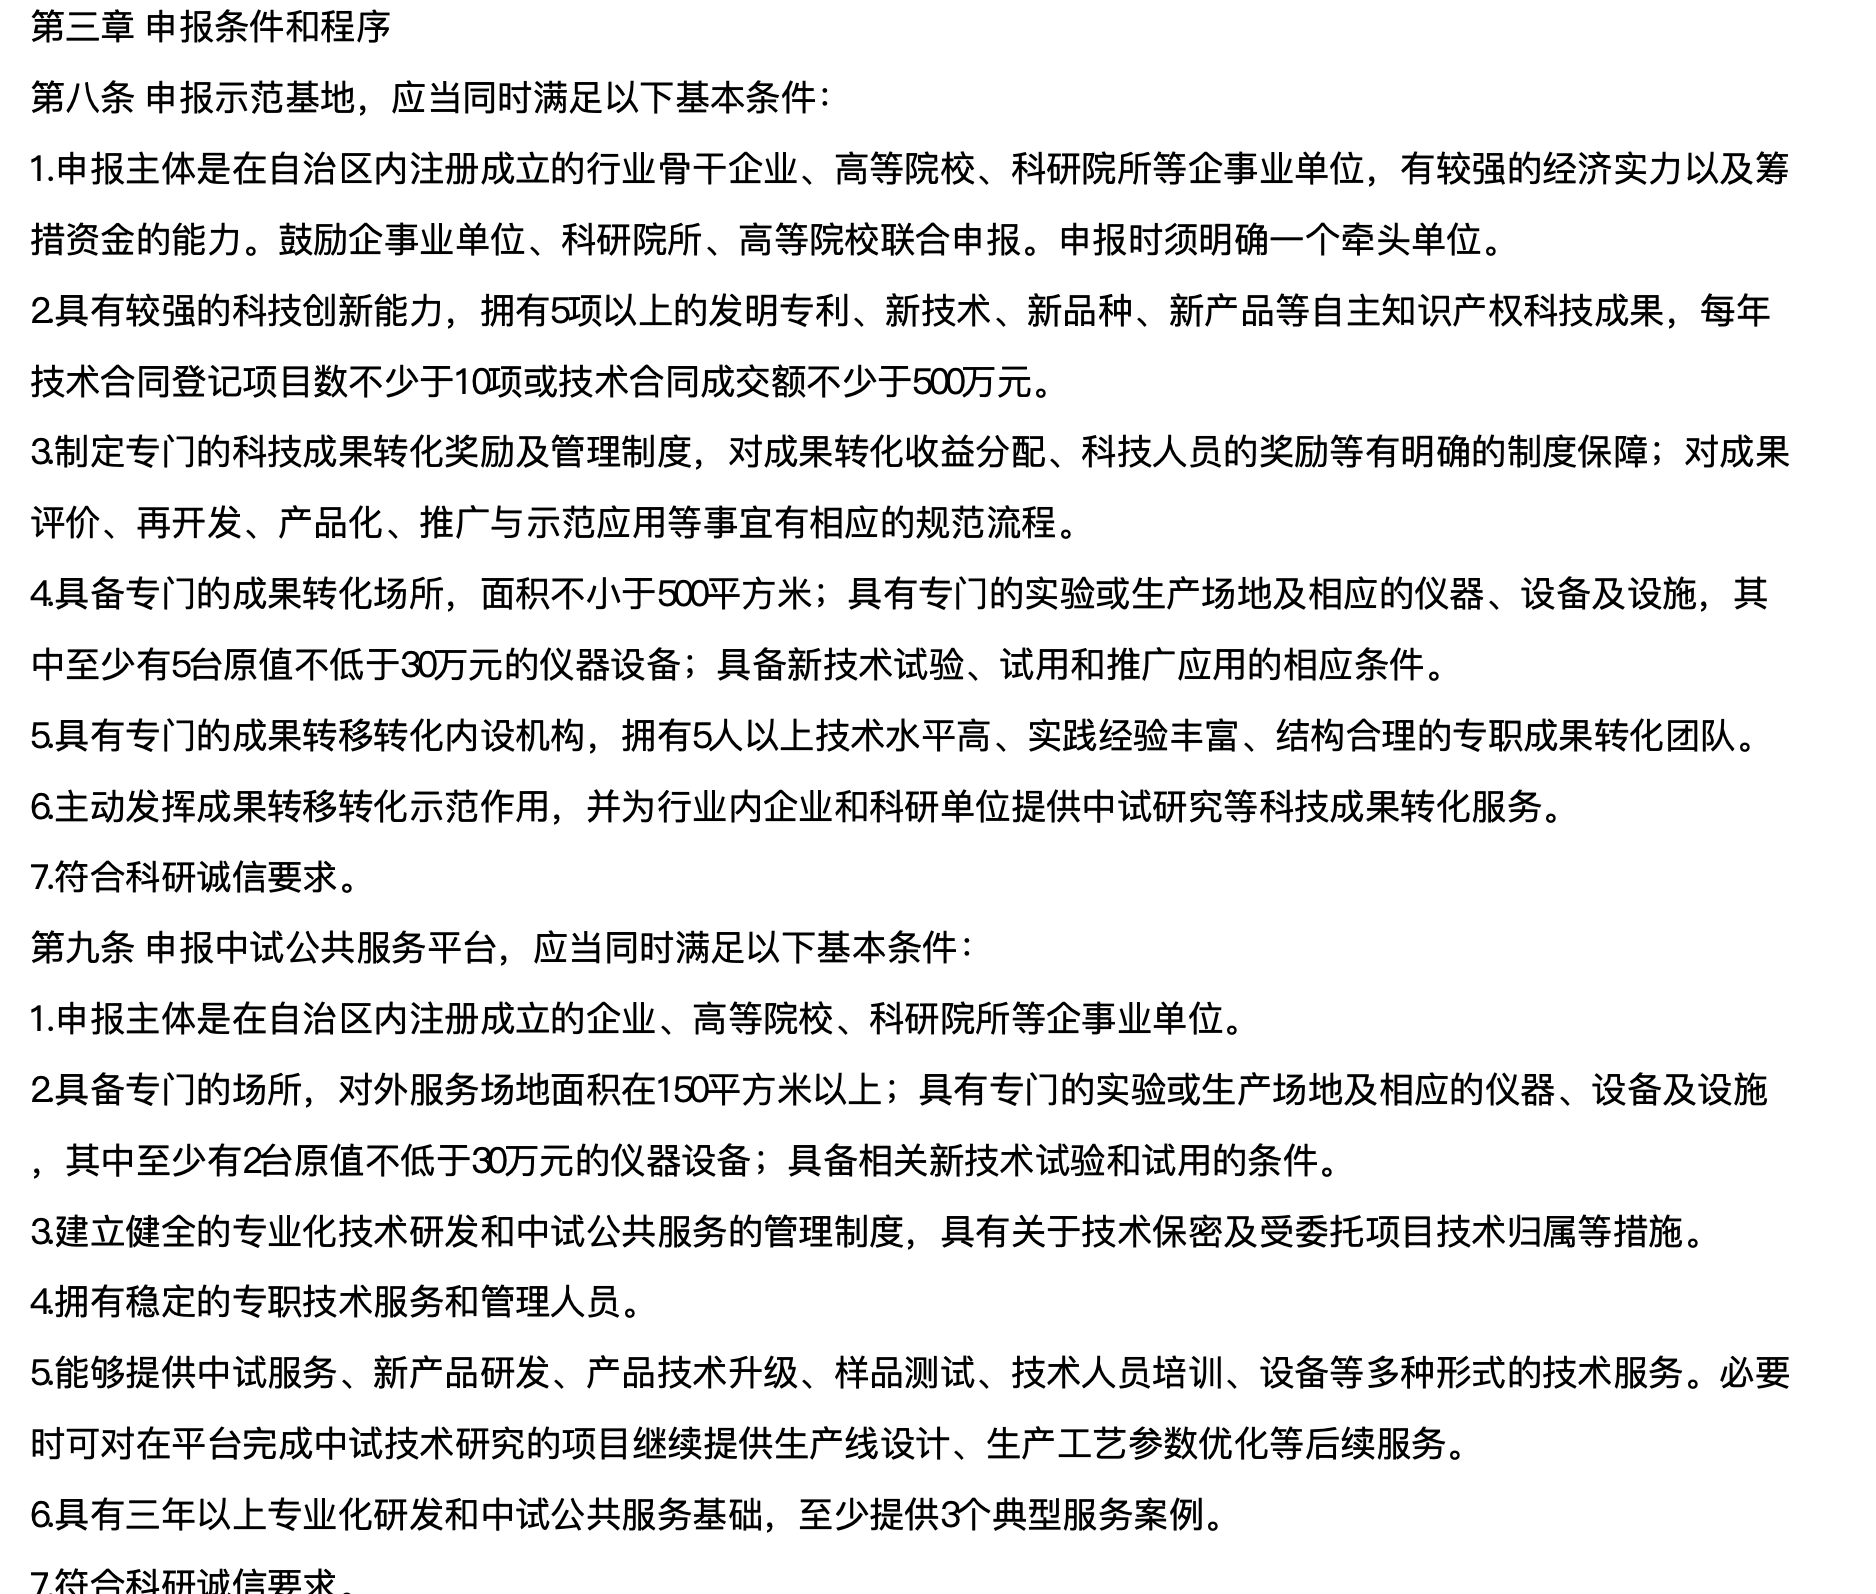 第三章 申报条件和程序
第八条 申报示范基地，应当同时满足以下基本条件：
1.申报主体是在自治区内注册成立的行业骨干企业、高等院校、科研院所等企事业单位，有较强的经济实力以及筹
措资金的能力。鼓励企事业单位、科研院所、高等院校联合申报。申报时须明确一个牵头单位。
2.具有较强的科技创新能力，拥有5项以上的发明专利、新技术、新品种、新产品等自主知识产权科技成果，每年
技术合同登记项目数不少于10项或技术合同成交额不少于500万元。
3.制定专门的科技成果转化奖励及管理制度，对成果转化收益分配、科技人员的奖励等有明确的制度保障；对成果
评价、再开发、产品化、推广与示范应用等事宜有相应的规范流程。
4.具备专门的成果转化场所，面积不小于500平方米；具有专门的实验或生产场地及相应的仪器、设备及设施，其
中至少有5台原值不低于30万元的仪器设备；具备新技术试验、试用和推广应用的相应条件。
5.具有专门的成果转移转化内设机构，拥有5人以上技术水平高、实践经验丰富、结构合理的专职成果转化团队。
6.主动发挥成果转移转化示范作用，并为行业内企业和科研单位提供中试研究等科技成果转化服务。
7.符合科研诚信要求。
第九条 申报中试公共服务平台，应当同时满足以下基本条件：
1.申报主体是在自治区内注册成立的企业、高等院校、科研院所等企事业单位。
2.具备专门的场所，对外服务场地面积在150平方米以上；具有专门的实验或生产场地及相应的仪器、设备及设施
，其中至少有2台原值不低于30万元的仪器设备；具备相关新技术试验和试用的条件。
3.建立健全的专业化技术研发和中试公共服务的管理制度，具有关于技术保密及受委托项目技术归属等措施。
4.拥有稳定的专职技术服务和管理人员。
5.能够提供中试服务、新产品研发、产品技术升级、样品测试、技术人员培训、设备等多种形式的技术服务。必要
时可对在平台完成中试技术研究的项目继续提供生产线设计、生产工艺参数优化等后续服务。
6.具有三年以上专业化研发和中试公共服务基础，至少提供3个典型服务案例。
7.符合科研诚信要求。